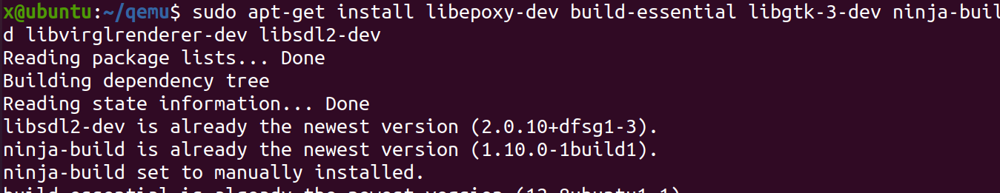 x@ubuntu:~/qemu$ sudo apt-get install libepoxy-dev build-essential libgtk-3-dev ninja-buil
d libvirglrenderer-dev libsdl2-dev
Reading package lists... Done
Building dependency tree
Reading state information... Done
libsdl2-dev is already the newest version (2.0.10+dfsg1-3).
ninja-build is already the newest version (1.10.0-1build1).
ninja-build set to manually installed.
build-essential is already the newest version (12.8ubuntu1.1).